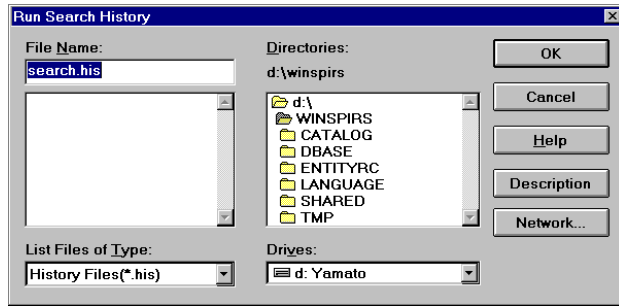 Run Search History
File Name:
search.his
Directories:
d:\winspirs
d:\
WINSPIRS
CATALOG
DBASE
ENTITYRC
LANGUAGE
SHARED
TMP
List Files of Type:
History Files(*.his)
Drives:
d: Yamato
OK
Cancel
Help
Description
Network...